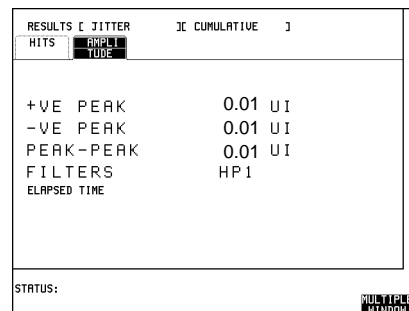 RESULTS [ JITTER ][ CUMULATIVE ]
HITS AMPLI
TUDE
+VE PEAK 0.01 UI
-VE PEAK 0.01 UI
PEAK-PEAK 0.01 UI
FILTERS HP1
ELAPSED TIME
STATUS:
MULTIPLE
WINDOW